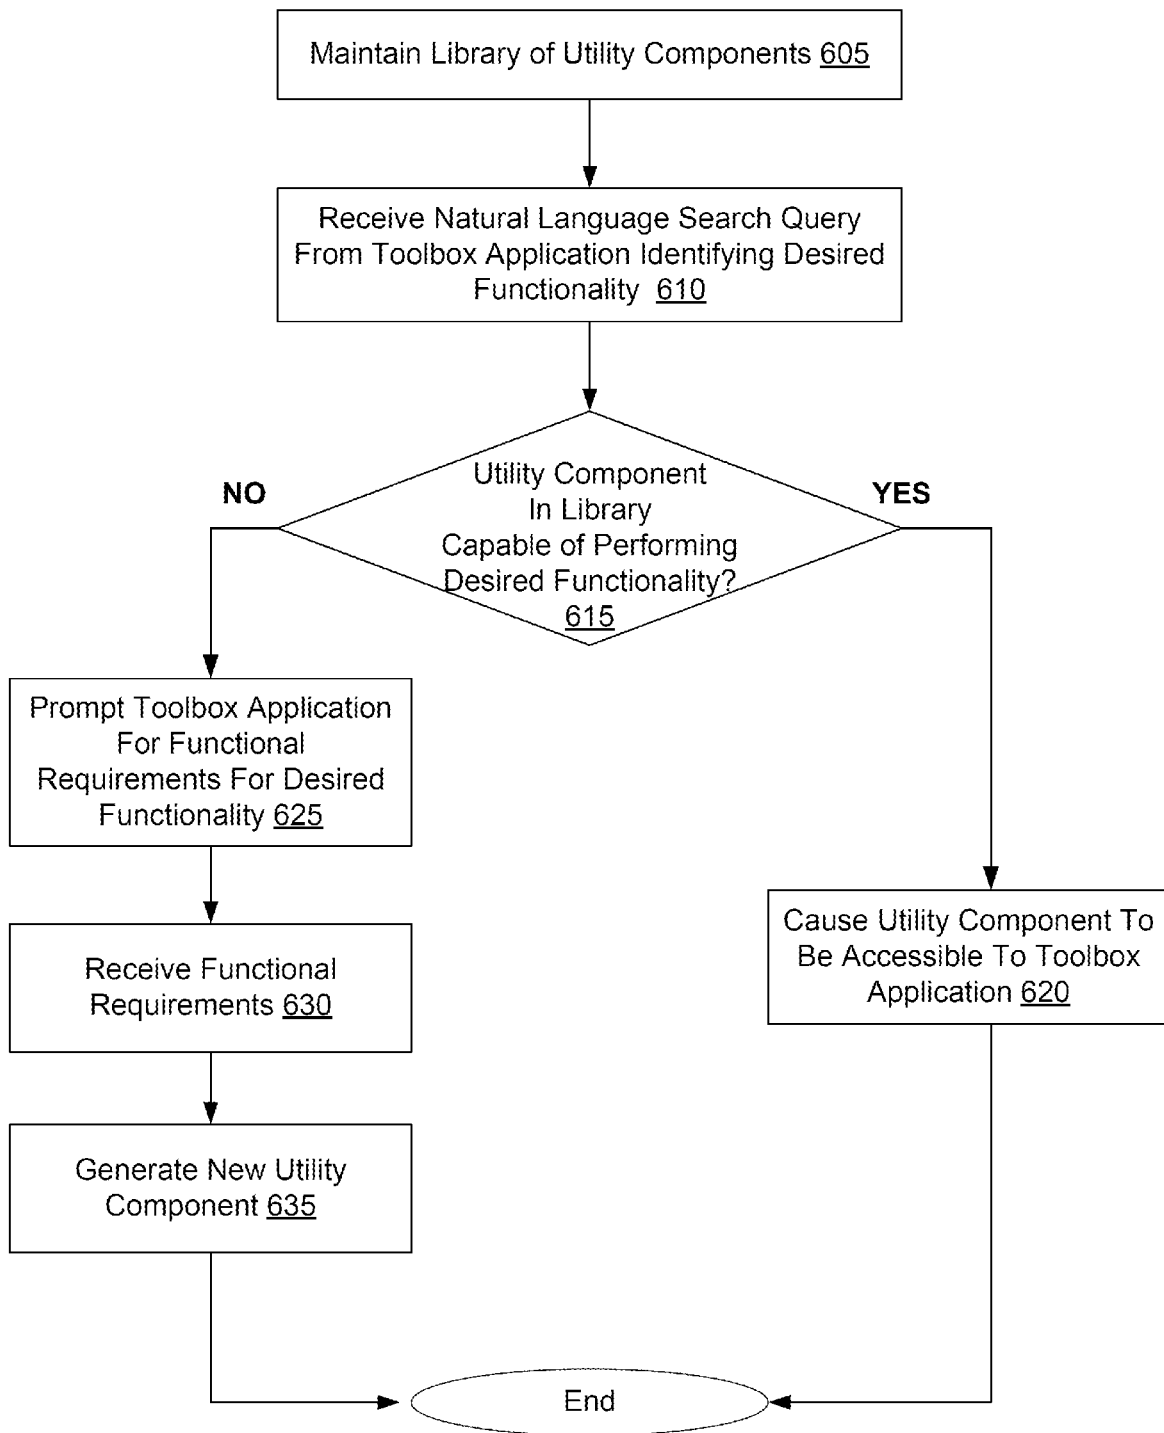 Maintain Library of Utility Components 605
Receive Natural Language Search Query
From Toolbox Application Identifying Desired
Functionality 610
NO
YES
Utility Component
In Library
Capable of Performing
Desired Functionality?
615
Prompt Toolbox Application
For Functional
Requirements For Desired
Functionality 625
Receive Functional
Requirements 630
Generate New Utility
Component 635
Cause Utility Component To
Be Accessible To Toolbox
Application 620
End